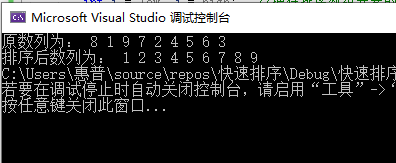 Microsoft Visual Studio 调试控制台
原数列为： 8 1 9 7 2 4 5 6 3
排序后数列为： 1 2 3 4 5 6 7 8 9
C:\Users\惠普\source\repos\快速排序\Debug\快速排序
若要在调试停止时自动关闭控制台，请启用“工具”->“
按任意键关闭此窗口...